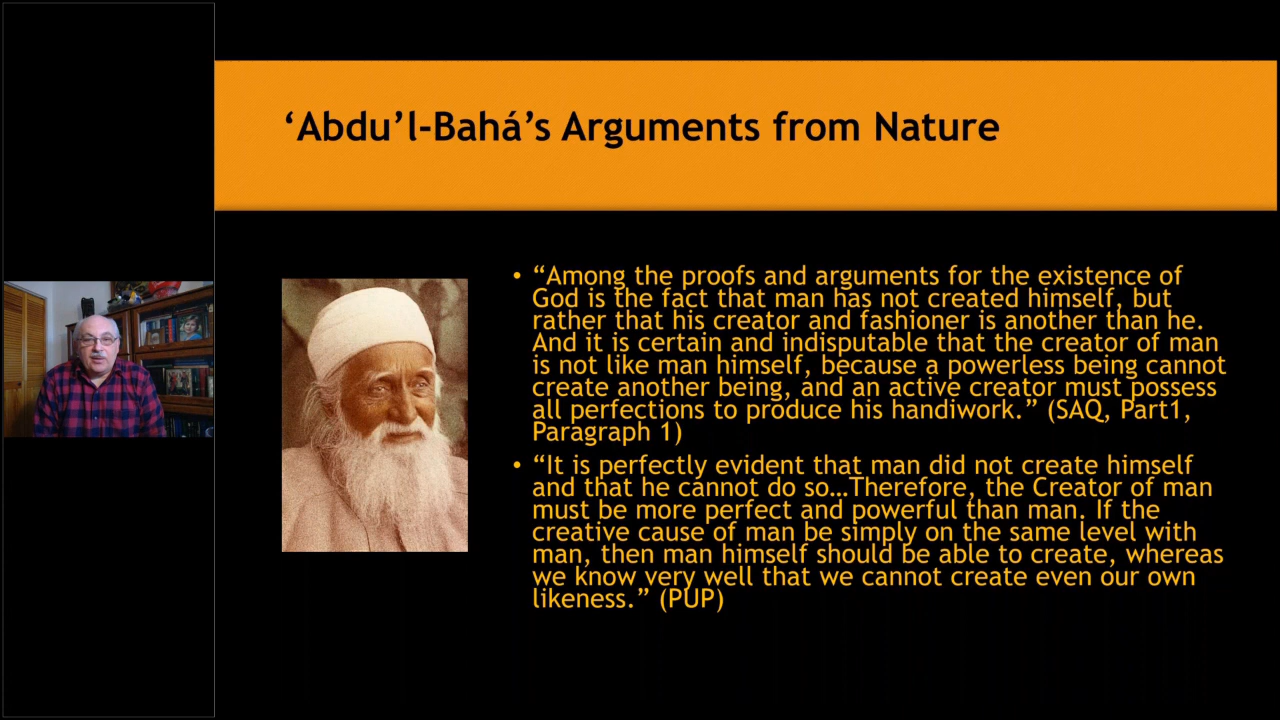 ‘Abdu’l-Bahá’s Arguments from Nature
• “Among the proofs and arguments for the existence of
God is the fact that man has not created himself, but
rather that his creator and fashioner is another than he.
And it is certain and indisputable that the creator of man
is not like man himself, because a powerless being cannot
create another being, and an active creator must possess
all perfections to produce his handiwork.” (SAQ, Part1,
Paragraph 1)
• “It is perfectly evident that man did not create himself
and that he cannot do so…Therefore, the Creator of man
must be more perfect and powerful than man. If the
creative cause of man be simply on the same level with
man, then man himself should be able to create, whereas
we know very well that we cannot create even our own
likeness.” (PUP)